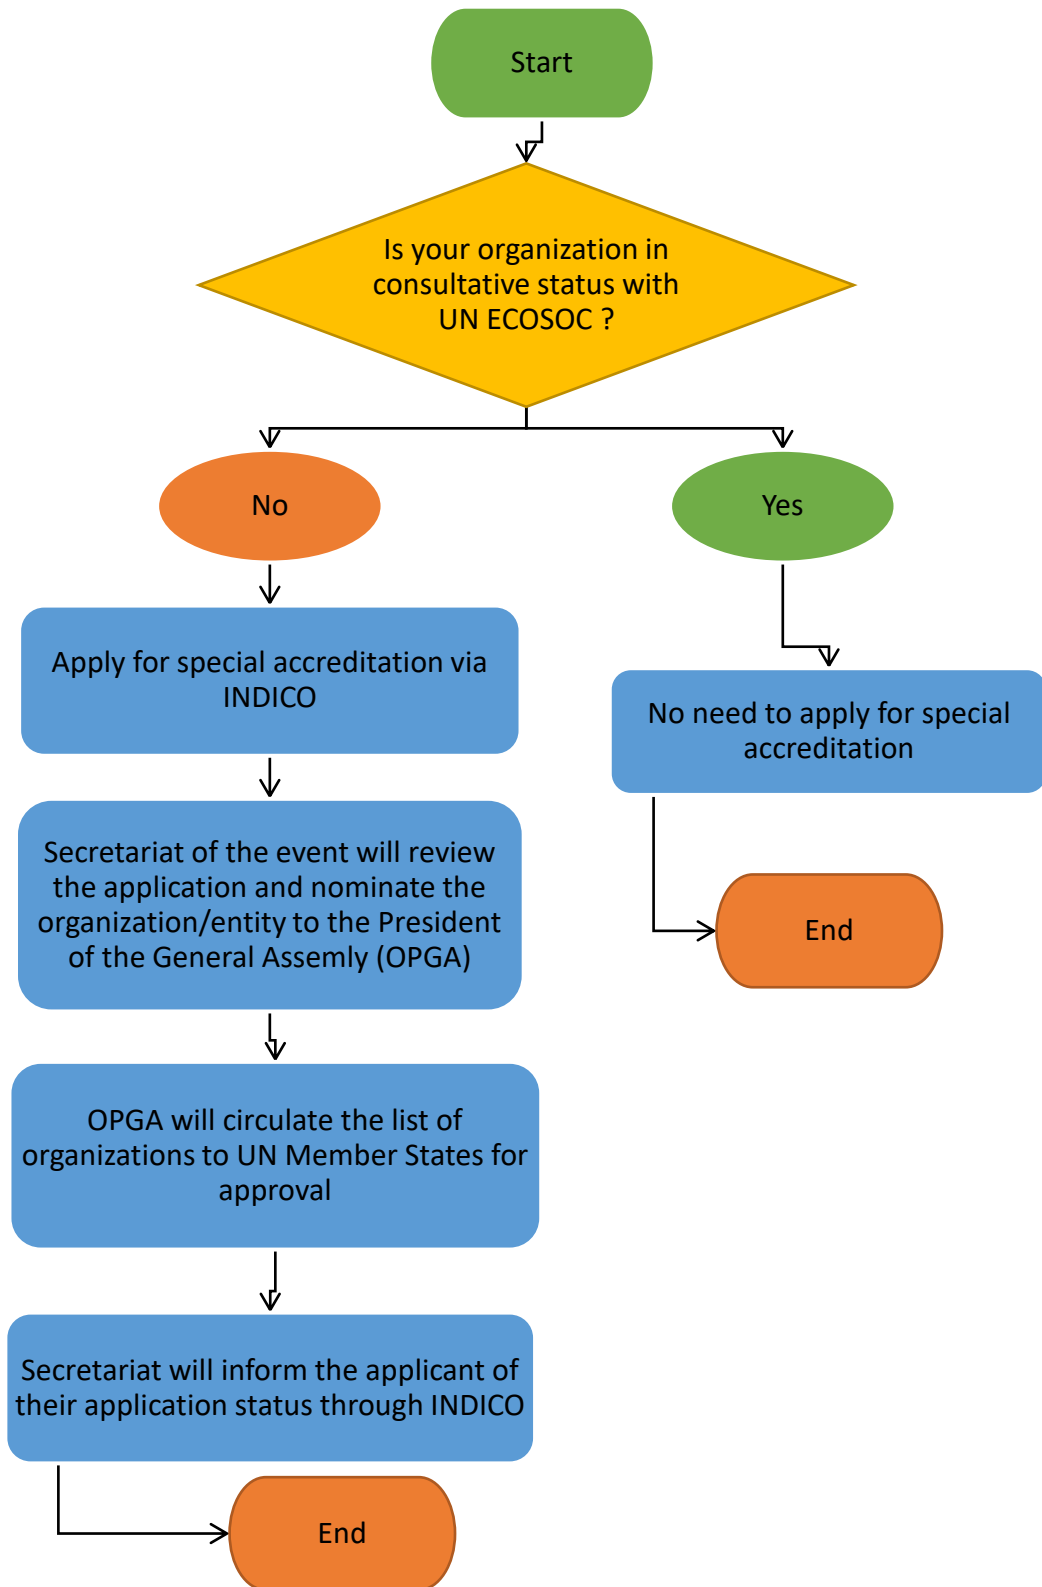 Start
Is your organization in
consultative status with
UN ECOSOC ?
No
Yes
Apply for special accreditation via
INDICO
No need to apply for special
accreditation
Secretariat of the event will review
the application and nominate the
organization/entity to the President
of the General Assemly (OPGA)
End
OPGA will circulate the list of
organizations to UN Member States for
approval
Secretariat will inform the applicant of
their application status through INDICO
End